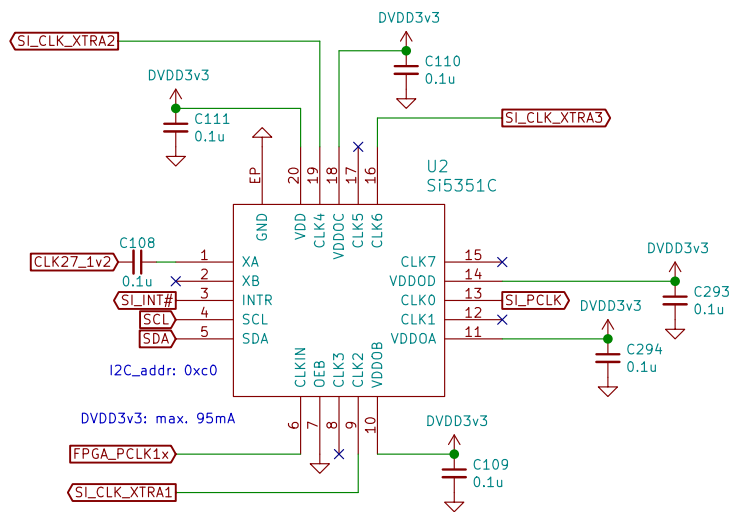 DVDD3v3
SI_CLK_XTRA2
C110
0.1u
DVDD3v3
C111
0.1u
SI_CLK_XTRA3
EP
20
19
18
17
16
U2
Si5351C
GND
VDD
CLK4
VDDOC
CLK5
CLK6
C108
0.1u
CLK27_1v2
1
XA
2
XB
SI_INT#
3
INTR
SCL
4
SCL
SDA
5
SDA
CLK7
15
VDDOD
14
CLK0
13
SI_PCLK
CLK1
12
VDDOA
11
DVDD3v3
C293
0.1u
DVDD3v3
C294
0.1u
CLKIN
OEB
CLK3
CLK2
VDDOB
I2C_addr: 0xc0
DVDD3v3: max. 95mA
6
7
8
9
10
DVDD3v3
FPGA_PCLK1x
C109
0.1u
SI_CLK_XTRA1